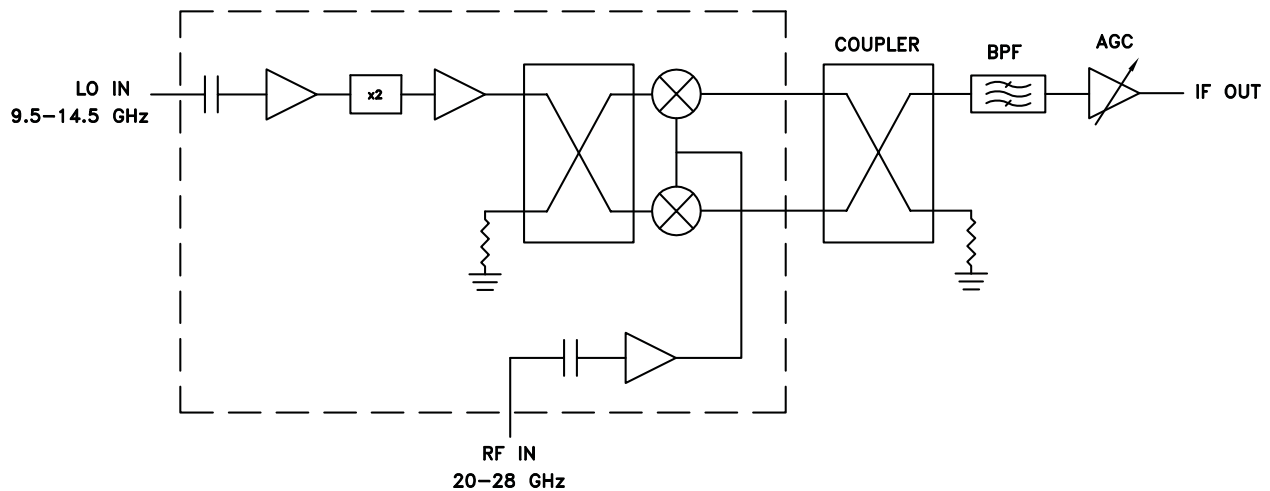 COUPLER
BPF
AGC
LO IN
9.5–14.5 GHz
x2
IF OUT
RF IN
20–28 GHz